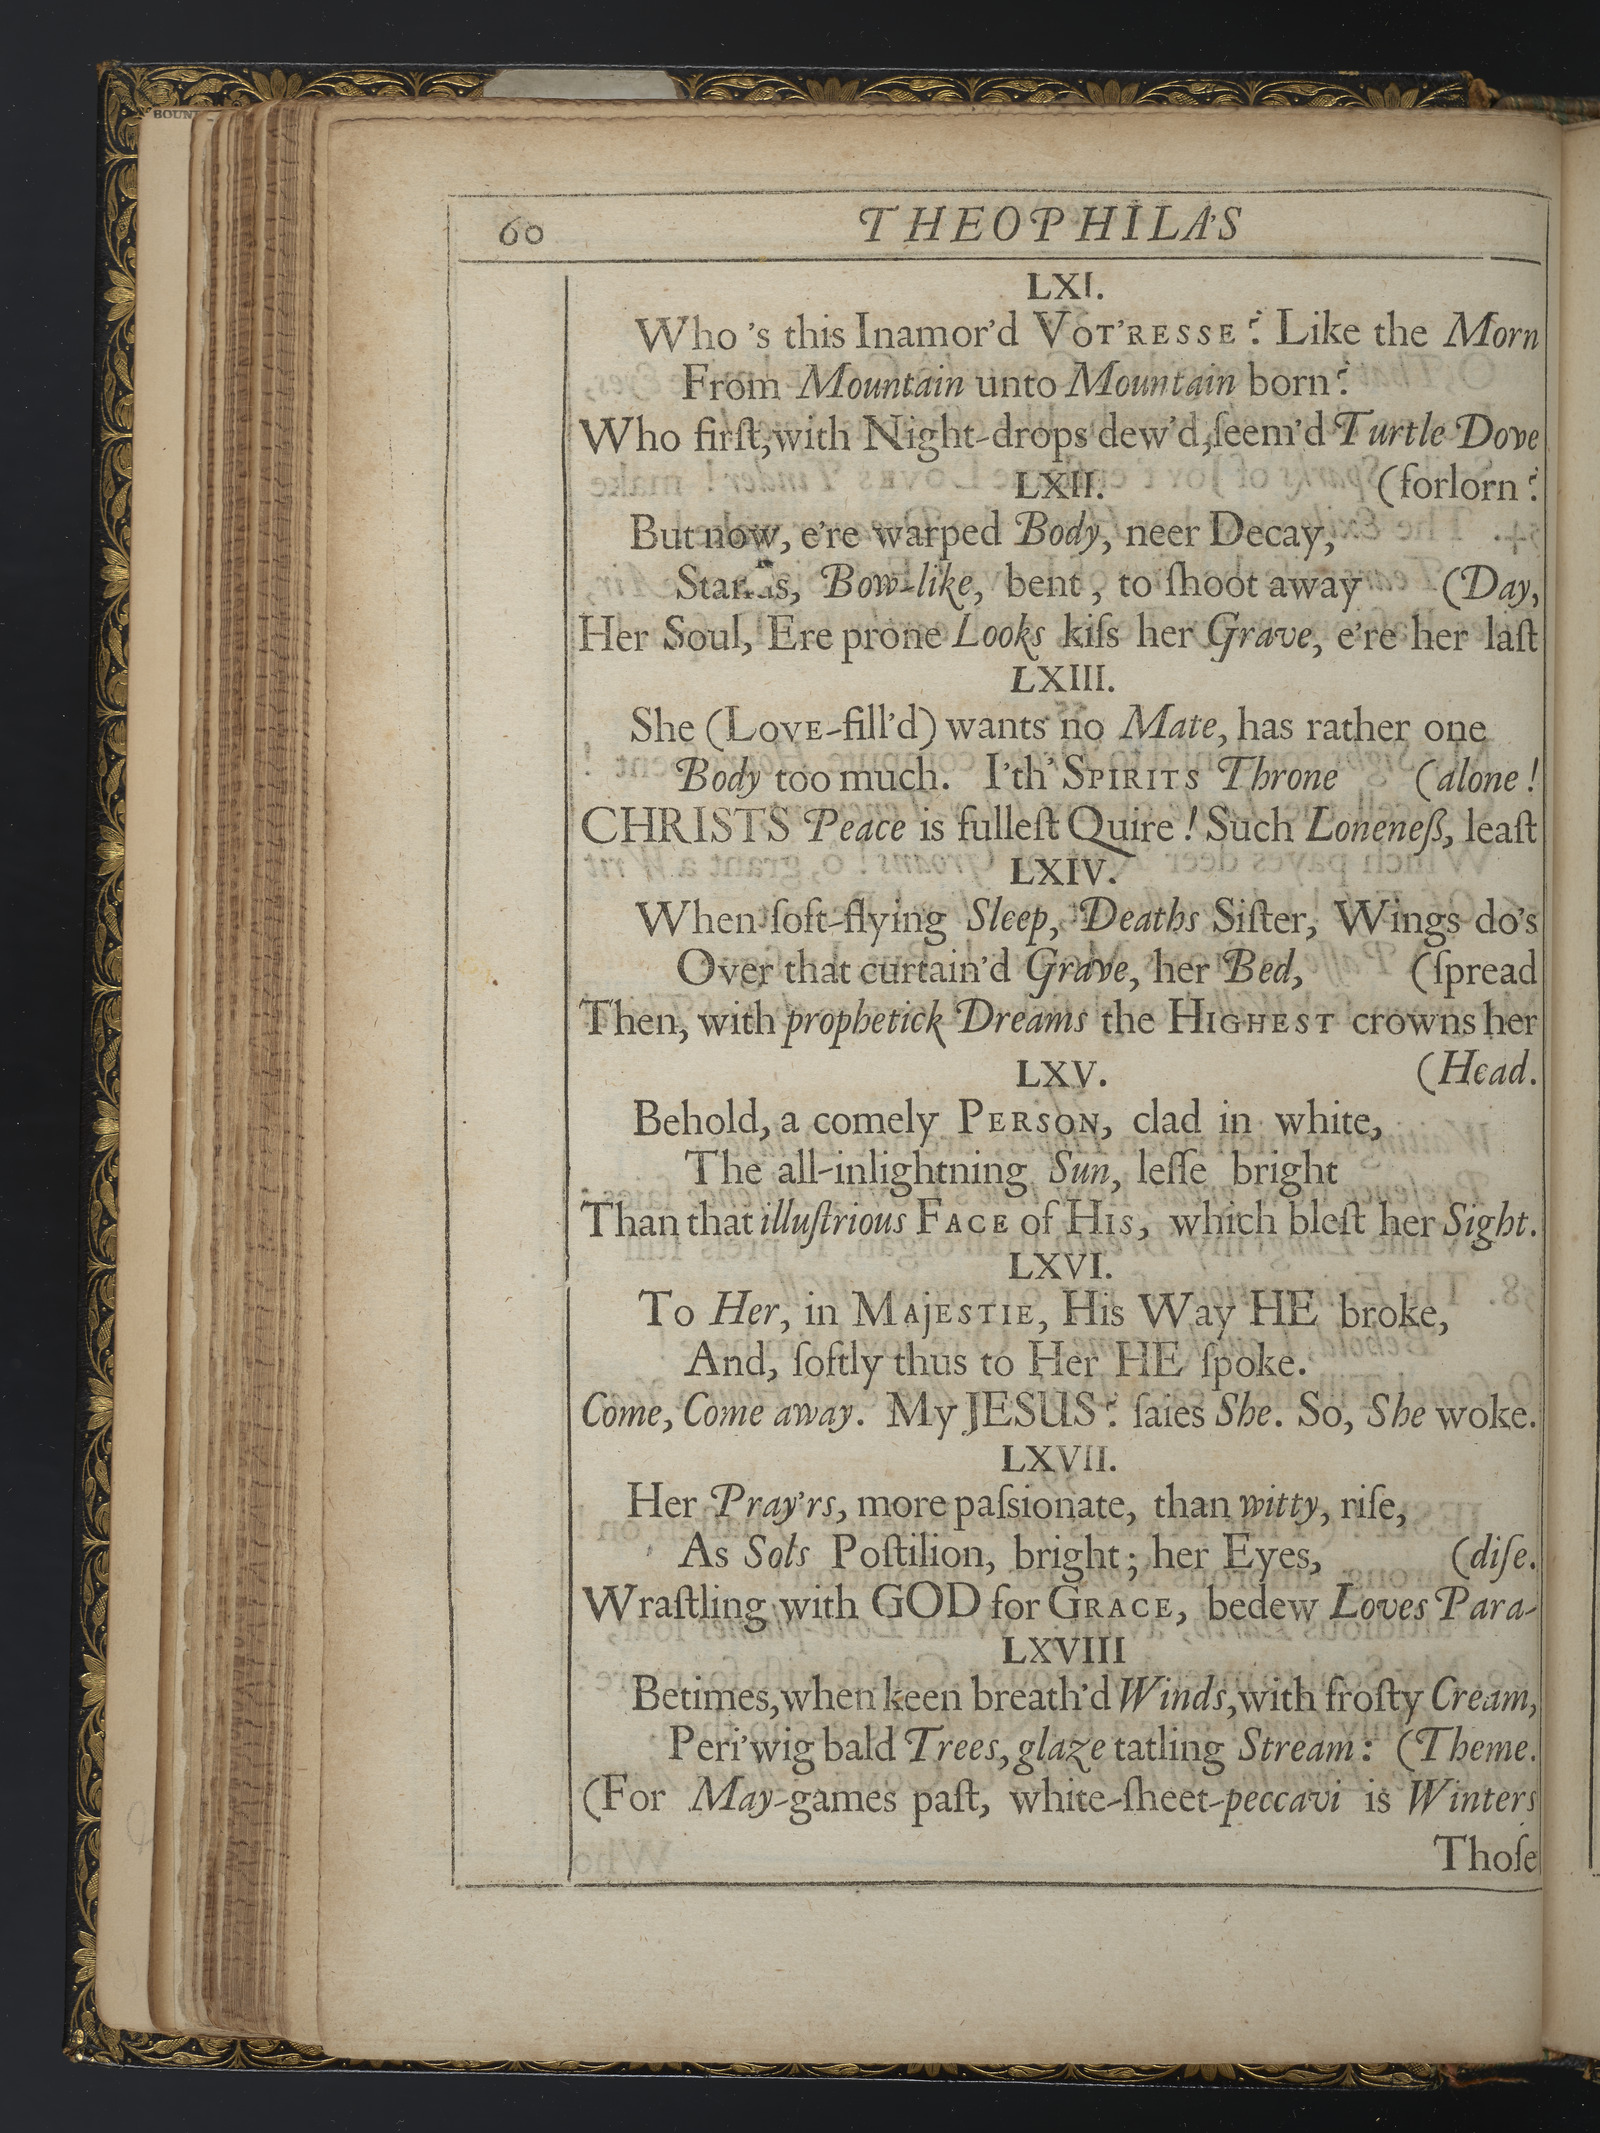 BOUN
60 THEOPHILA'S
LXI.
Who 's this Inamor'd VOT'RESSE? Like the Morn
From Mountain unto Mountain born?
Who firſt, with Night-drops dew'd, ſeem'd Turtle Dove
LXII. (forlorn?
But now, e're warped Body, neer Decay,
Bow-like, bent, to ſhoot away (Day,
Her Soul, Ere prone Looks kiſs her Grave, e're her laſt
LXIII.
She (LOVE-fill'd) wants no Mate, has rather one
Body too much. I'th' SPIRITS Throne (alone!
CHRISTS Peace is fulleſt Quire! Such Loneneß, leaſt
LXIV.
When ſoft-flying Sleep, Deaths Siſter, Wings do's
Over that curtain'd Grave, her Bed, (ſpread
Then, with prophetick Dreams the HIGHEST crowns her
LXV. (Head.
Behold, a comely PERSON, clad in white,
The all-inlightning Sun, leſſe bright
Than that illuſtrious FACE of HIS, which bleſt her Sight.
LXVI.
To Her, in MAjESTIE, His Way HE broke,
And, ſoftly thus to Her HE ſpoke.
Come, Come away. My JESUS? ſaies She. So, She woke.
LXVII.
Her Pray'rs, more paſsionate, than witty, riſe,
As Sols Poſtilion, bright; her Eyes, (diſe.
Wraſtling with GOD for GRACE, bedew Loves Para-
LXVIII
Betimes, when keen breath'd Winds, with froſty Cream,
Peri'wig bald Trees, glaze tatling Stream: (Theme.
(For May-games paſt, white-ſheet-peccavi is Winters
Thoſe